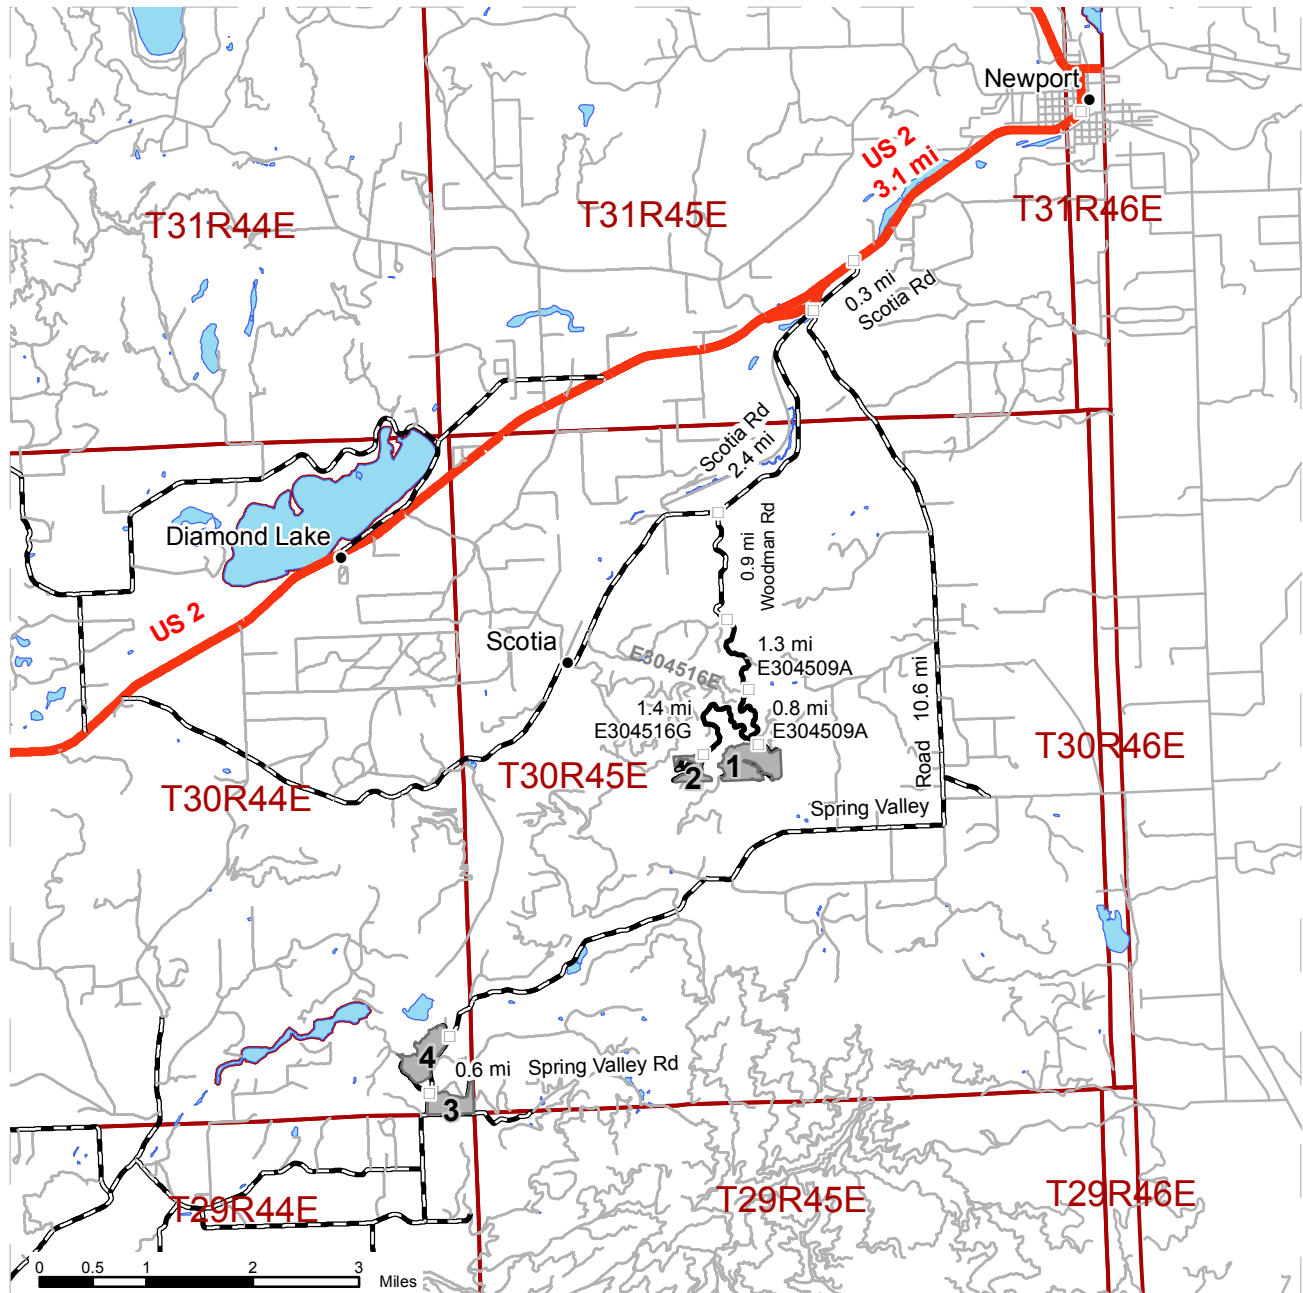 Newport
US 2
3.1 mi
T31R44E
T31R45E
T31R46E
0.3 mi
Scotia Rd
Scotia Rd
2.4 mi
Diamond Lake
0.9 mi
Woodman Rd
US 2
Scotia
E304516E
1.3 mi
E304509A
1.4 mi
E304516G
0.8 mi
E304509A
Road 10.6 mi
T30R44E
T30R45E
T30R46E
2
1
Spring Valley
4
0.6 mi Spring Valley Rd
3
T29R44E
T29R45E
T29R46E
0 0.5 1 2 3
Miles